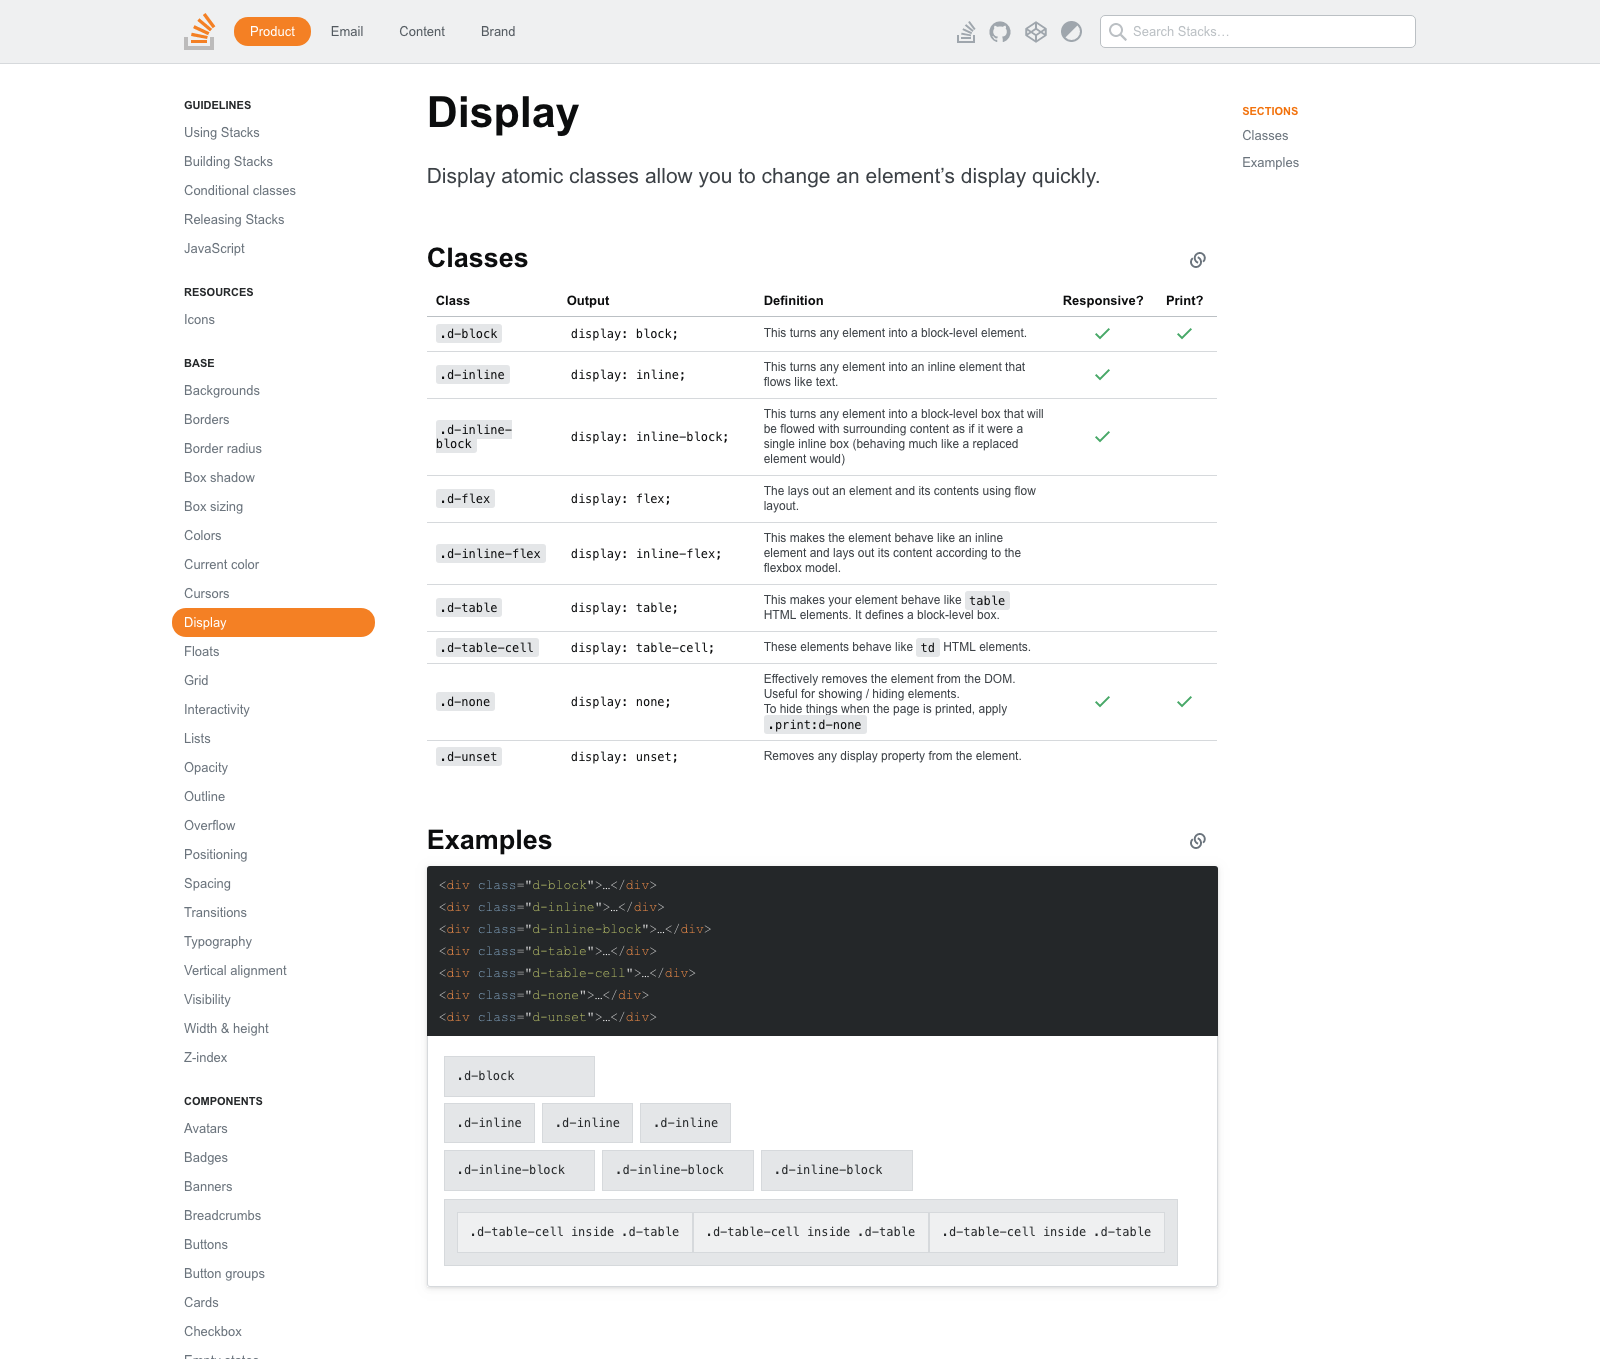 Product
Email
Content
Brand
Search Stacks…
GUIDELINES
Using Stacks
Building Stacks
Conditional classes
Releasing Stacks
JavaScript
RESOURCES
Icons
BASE
Backgrounds
Borders
Border radius
Box shadow
Box sizing
Colors
Current color
Cursors
Display
Floats
Grid
Interactivity
Lists
Opacity
Outline
Overflow
Positioning
Spacing
Transitions
Typography
Vertical alignment
Visibility
Width & height
Z-index
COMPONENTS
Avatars
Badges
Banners
Breadcrumbs
Buttons
Button groups
Cards
Checkbox
Display
Display atomic classes allow you to change an element’s display quickly.
Classes
Class Output Definition Responsive? Print?
.d-block display: block; This turns any element into a block-level element.
.d-inline display: inline; This turns any element into an inline element that
flows like text.
.d-inline-
block
display: inline-block;
This turns any element into a block-level box that will
be flowed with surrounding content as if it were a
single inline box (behaving much like a replaced
element would)
.d-flex display: flex; The lays out an element and its contents using flow
layout.
.d-inline-flex display: inline-flex; This makes the element behave like an inline
element and lays out its content according to the
flexbox model.
.d-table display: table; This makes your element behave like table
HTML elements. It defines a block-level box.
.d-table-cell display: table-cell; These elements behave like td HTML elements.
.d-none display: none; Effectively removes the element from the DOM.
Useful for showing / hiding elements.
To hide things when the page is printed, apply
.print:d-none
.d-unset display: unset; Removes any display property from the element.
Examples
<div class="d-block">…</div>
<div class="d-inline">…</div>
<div class="d-inline-block">…</div>
<div class="d-table">…</div>
<div class="d-table-cell">…</div>
<div class="d-none">…</div>
<div class="d-unset">…</div>
.d-block
.d-inline .d-inline .d-inline
.d-inline-block .d-inline-block .d-inline-block
.d-table-cell inside .d-table .d-table-cell inside .d-table .d-table-cell inside .d-table
SECTIONS
Classes
Examples